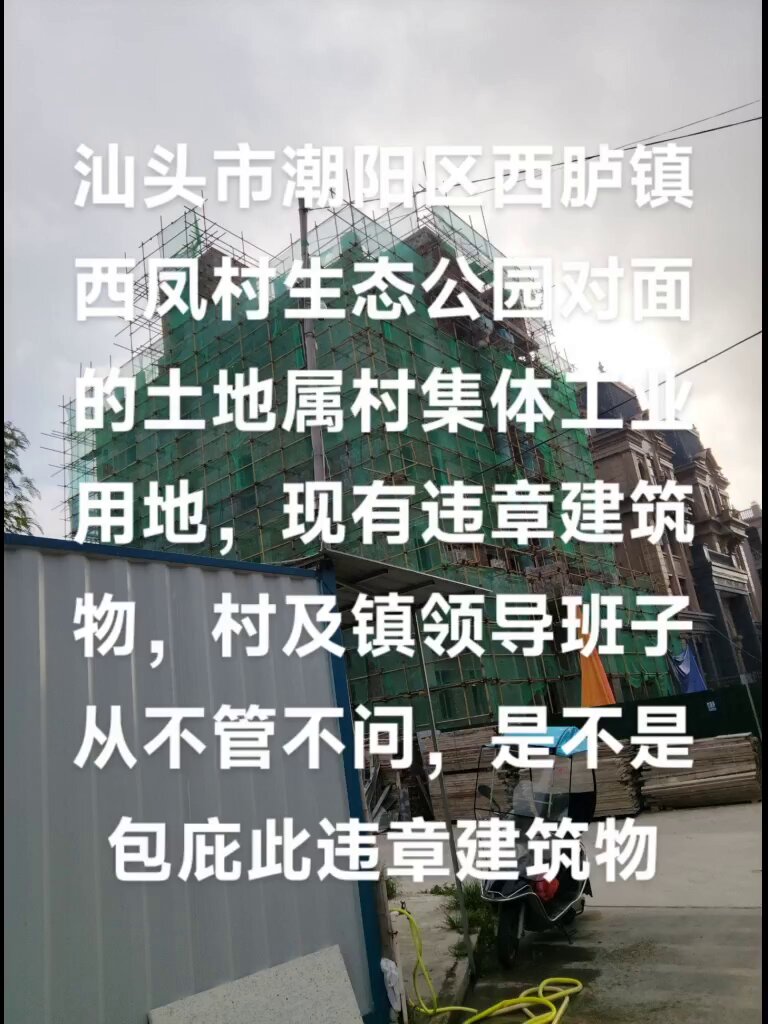 汕头市潮阳区西胪镇
西凤村生态公园对面
的土地属村集体工业
用地，现有违章建筑
物，村及镇领导班子
从不管不问，是不是
包庇此违章建筑物